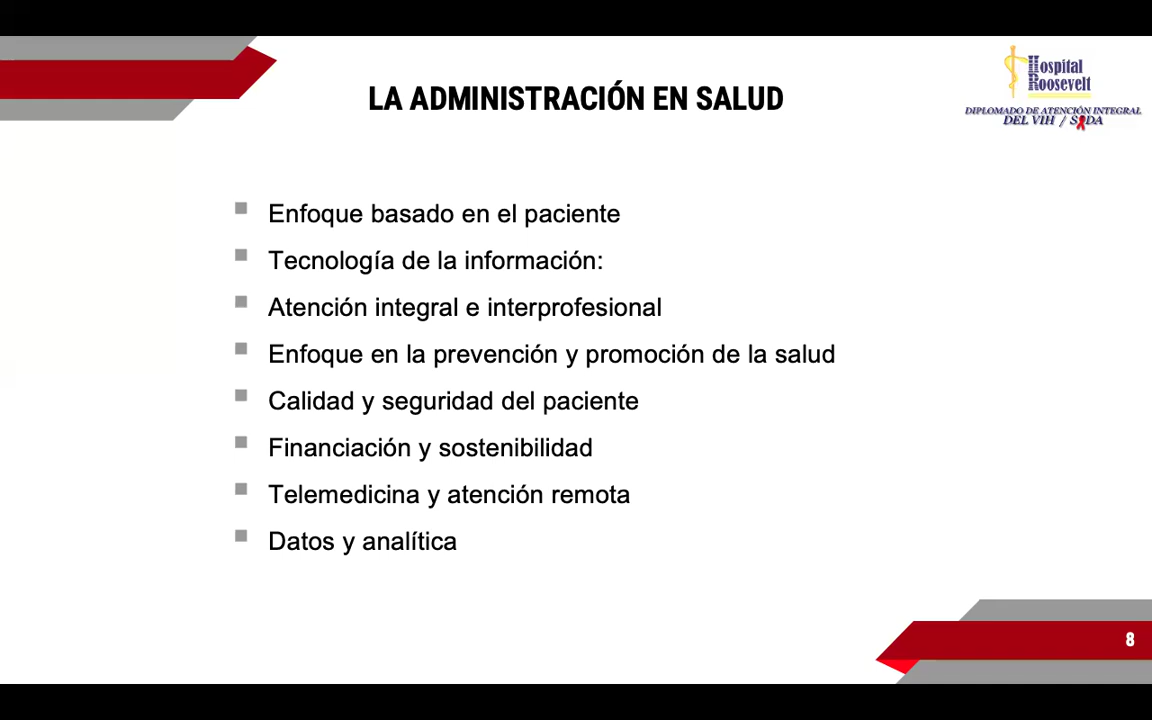 LA ADMINISTRACIÓN EN SALUD
Hospital
Roosevelt
DIPLOMADO DE ATENCIÓN INTEGRAL
DEL VIH / SIDA
Enfoque basado en el paciente
Tecnología de la información:
Atención integral e interprofesional
Enfoque en la prevención y promoción de la salud
Calidad y seguridad del paciente
Financiación y sostenibilidad
Telemedicina y atención remota
Datos y analítica
8